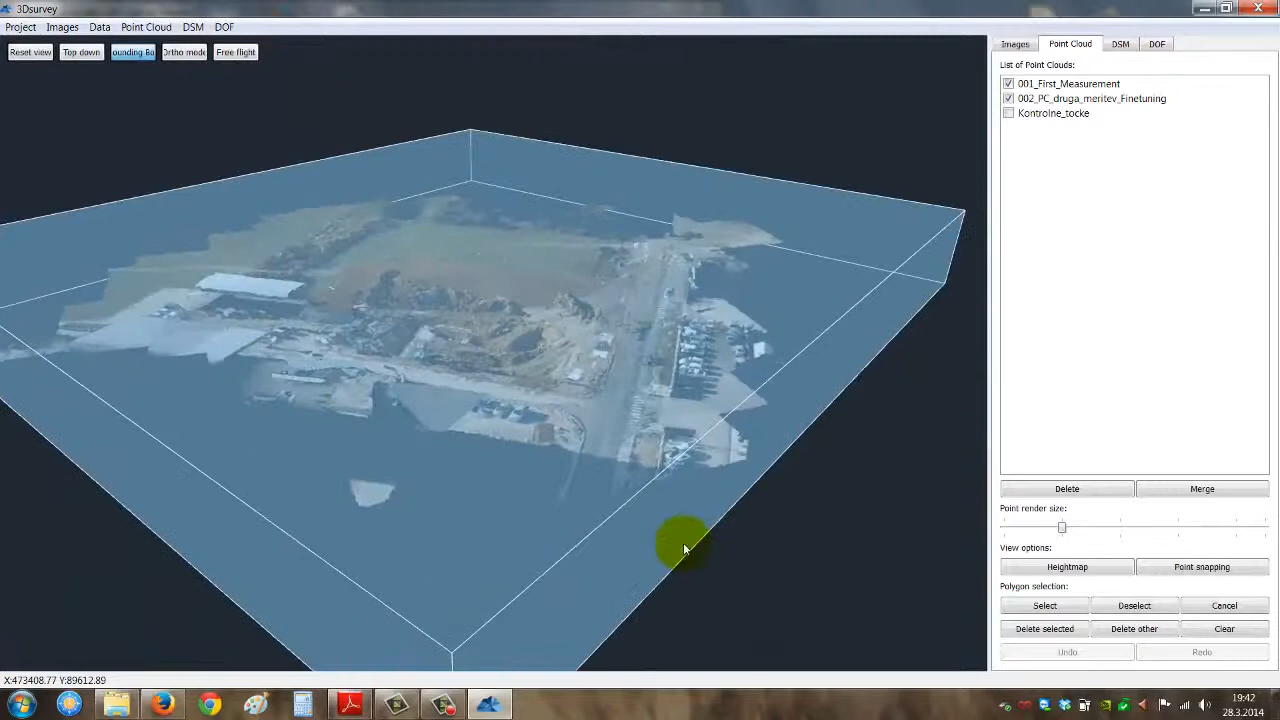 3Dsurvey
Project Images Data Point Cloud DSM DOF
Reset view Top down ounding Bo Ortho mode Free flight
Images Point Cloud DSM DOF
List of Point Clouds:
001_First_Measurement
002_PC_druga_meritev_Finetuning
Kontrolne_tocke
Delete Merge
Point render size:
View options:
Heightmap Point snapping
Polygon selection:
Select Deselect Cancel
Delete selected Delete other Clear
Undo Redo
X:473408.77 Y:89612.89
19:42
28.3.2014